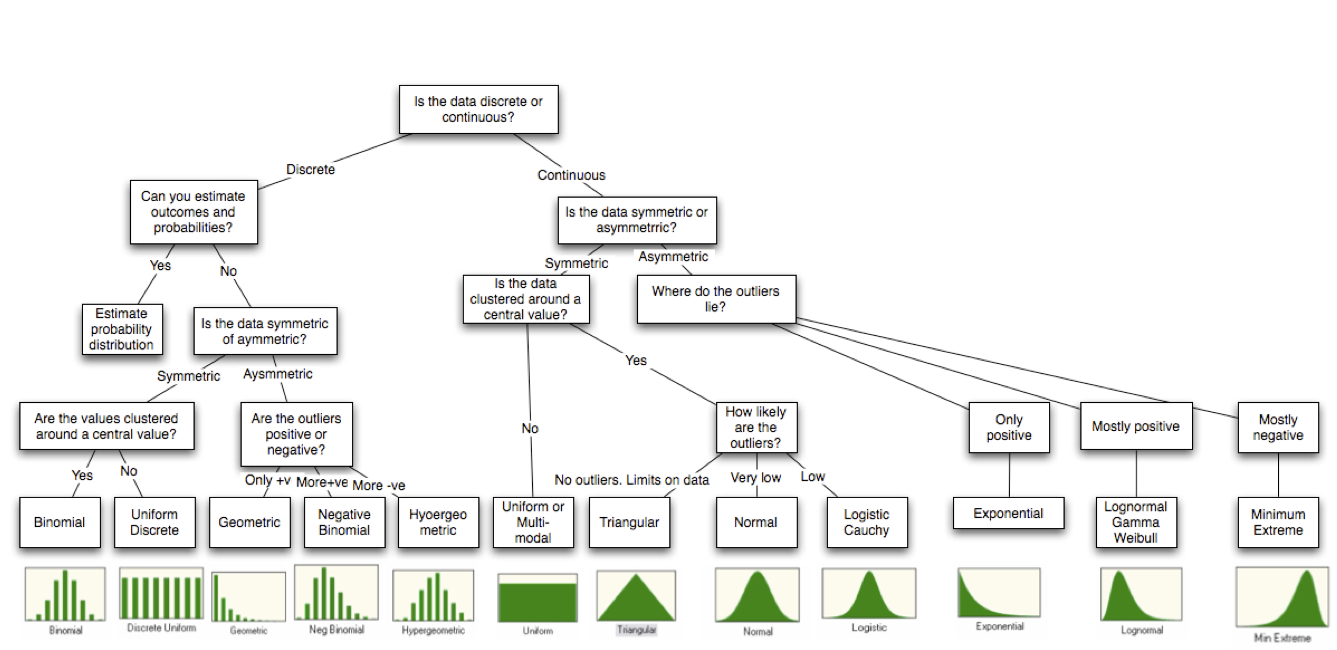 Is the data discrete or
continuous?
Discrete
Continuous
Can you estimate
outcomes and
probabilities?
Is the data symmetric or
asymmetrric?
Yes
No
Symmetric
Asymmetric
Estimate
probability
distribution
Is the data symmetric
of aymmetric?
Is the data
clustered around a
central value?
Where do the outliers
lie?
Symmetric
Aysmmetric
Yes
No
Are the values clustered
around a central value?
Are the outliers
positive or
negative?
How likely
are the
outliers?
Only
positive
Mostly positive
Mostly
negative
Yes
No
Only +v
More+ve
More -ve
No outliers. Limits on data
Very low
Low
Binomial
Uniform
Discrete
Geometric
Negative
Binomial
Hyoergeo
metric
Uniform or
Multi-
modal
Triangular
Normal
Logistic
Cauchy
Exponential
Lognormal
Gamma
Weibull
Minimum
Extreme
Binomial
Discrete Uniform
Geometric
Neg Binomial
Hypergeometric
Uniform
Triangular
Normal
Logistic
Exponential
Lognormal
Min Extreme